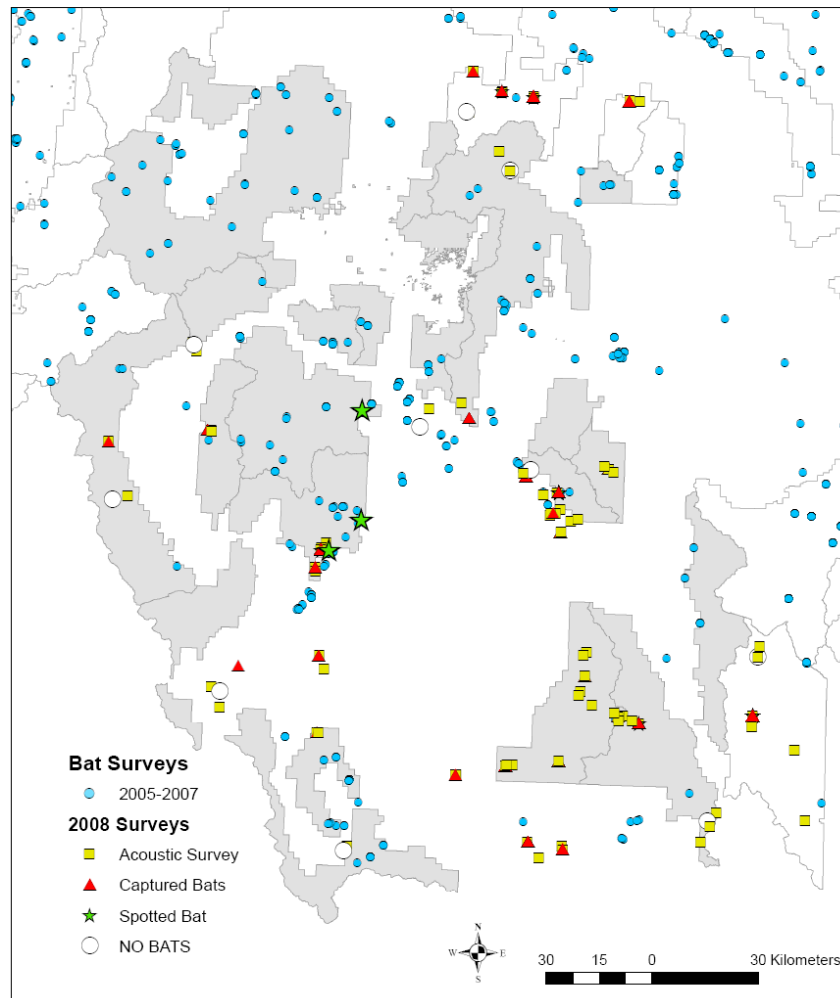 Bat Surveys
2005-2007
2008 Surveys
Acoustic Survey
Captured Bats
Spotted Bat
NO BATS
N
W E
S
30 15 0 30 Kilometers